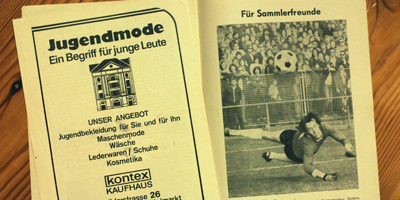 Jugendmode
Ein Begriff für junge Leute
UNSER ANGEBOT
Jugendbekleidung für Sie und für Ihn
Maschenmode
Wäsche
Lederwaren/Schuhe
Kosmetika
kontex
KAUFHAUS
26
Für Sammlerfreunde